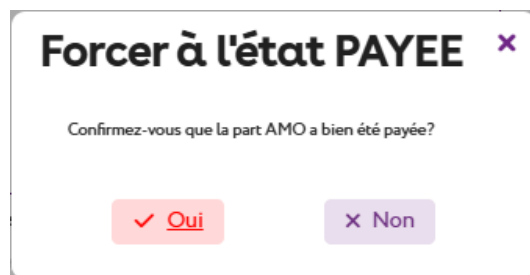 Forcer à l'état PAYEE
Confirmez-vous que la part AMO a bien été payée?
Oui
Non